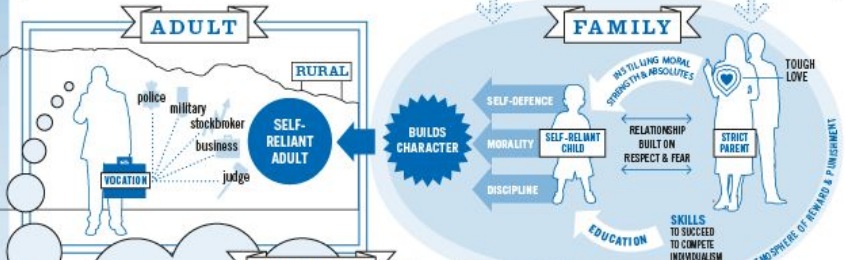 ADULT
RURAL
police
military
stockbroker
business
judge
VOCATION
SELF-
RELIANT
ADULT
BUILDS
CHARACTER
FAMILY
SELF-DEFENCE
MORALITY
DISCIPLINE
SELF-RELIANT
CHILD
INSTILLING MORAL
STRENGTH & ABSOLUTES
RELATIONSHIP
BUILT ON
RESPECT & FEAR
STRICT
PARENT
TOUGH
LOVE
EDUCATION
SKILLS
TO SUCCEED
TO COMPETE
INDIVIDUALISM
MOSPHERE OF REWARD & PUNISHMENT